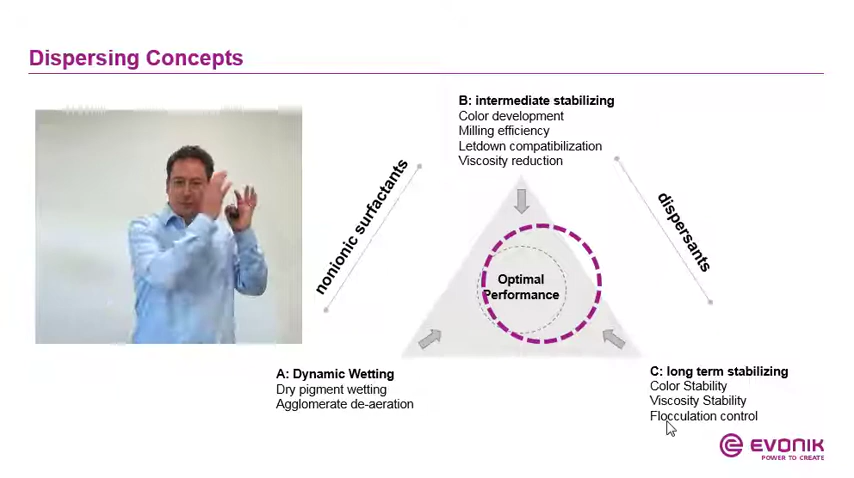 Dispersing Concepts
B: intermediate stabilizing
Color development
Milling efficiency
Letdown compatibilization
Viscosity reduction
nonionic surfactants
dispersants
Optimal
Performance
A: Dynamic Wetting
Dry pigment wetting
Agglomerate de-aeration
C: long term stabilizing
Color Stability
Viscosity Stability
Flocculation control
EVONIK
POWER TO CREATE